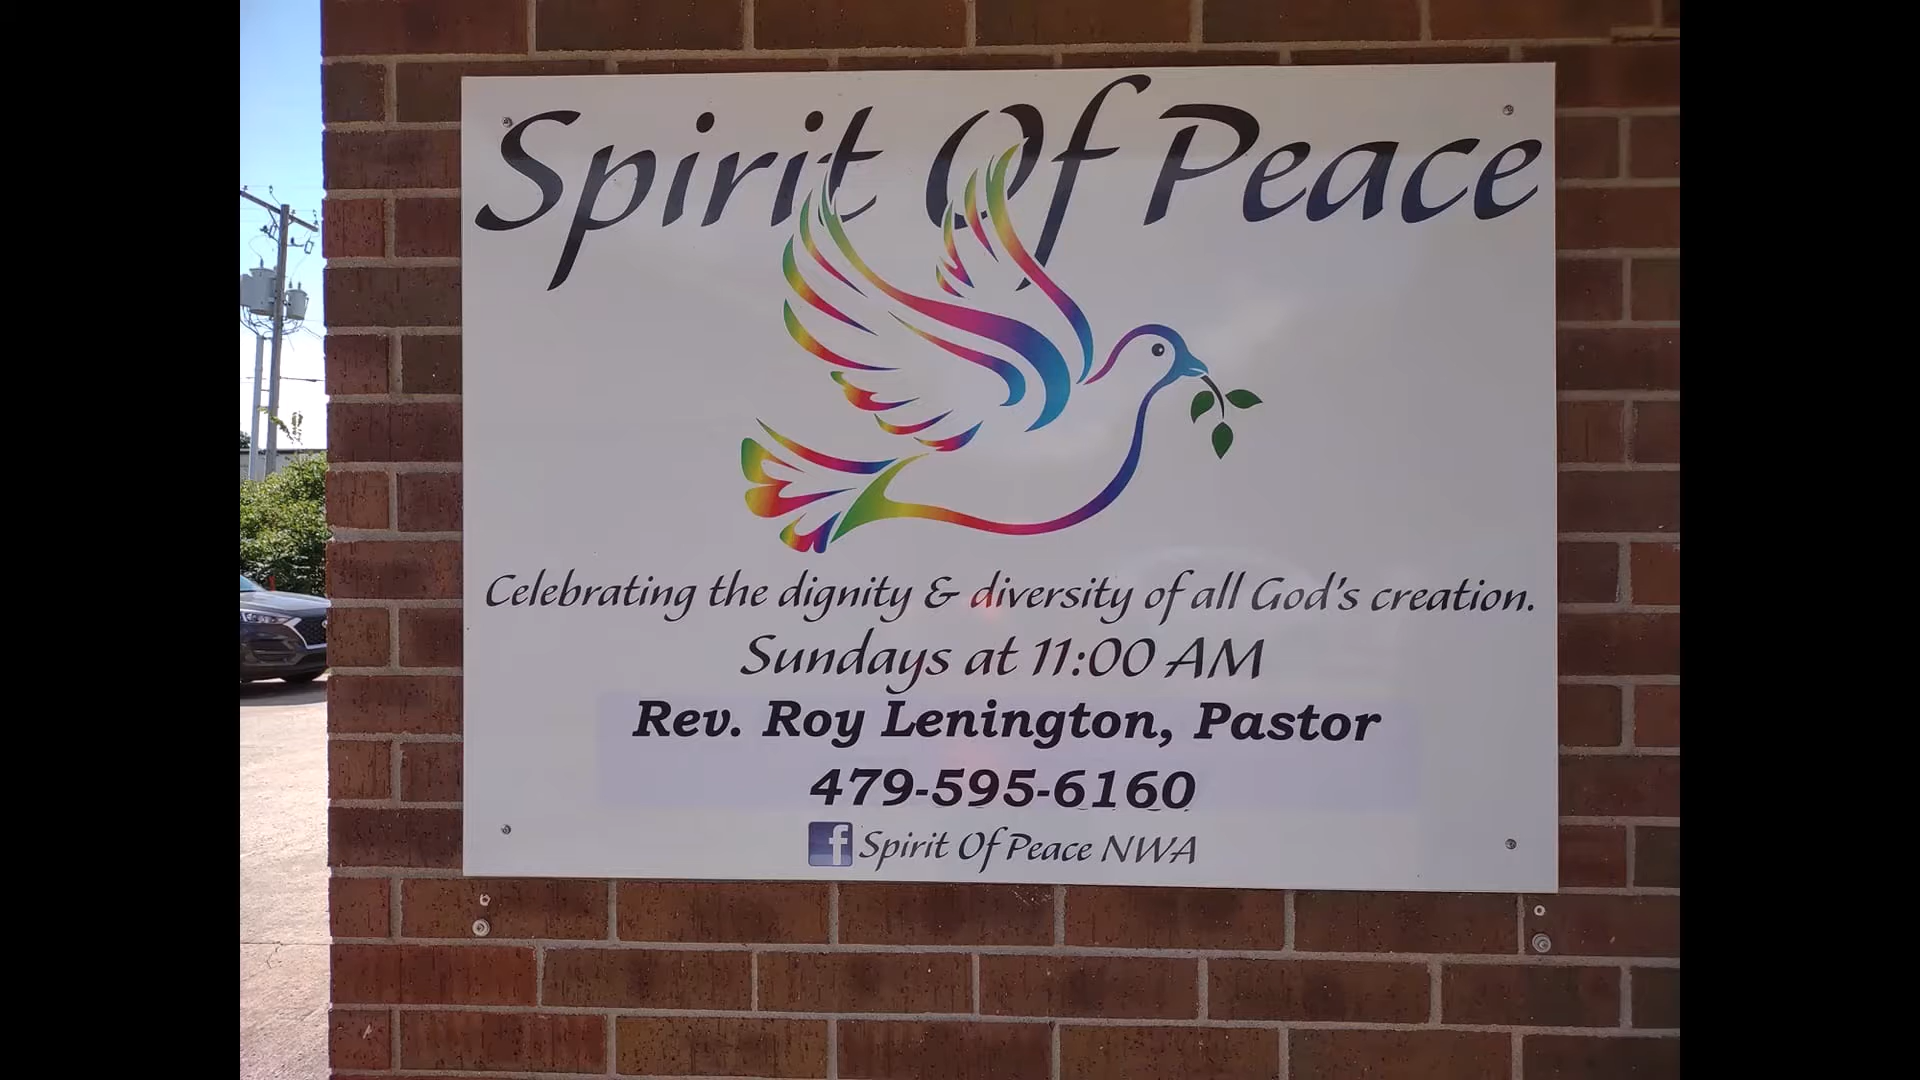 Spirit Of Peace
Celebrating the dignity & diversity of all God's creation.
Sundays at 11:00 AM
Rev. Roy Lenington, Pastor
479-595-6160
f Spirit Of Peace NWA